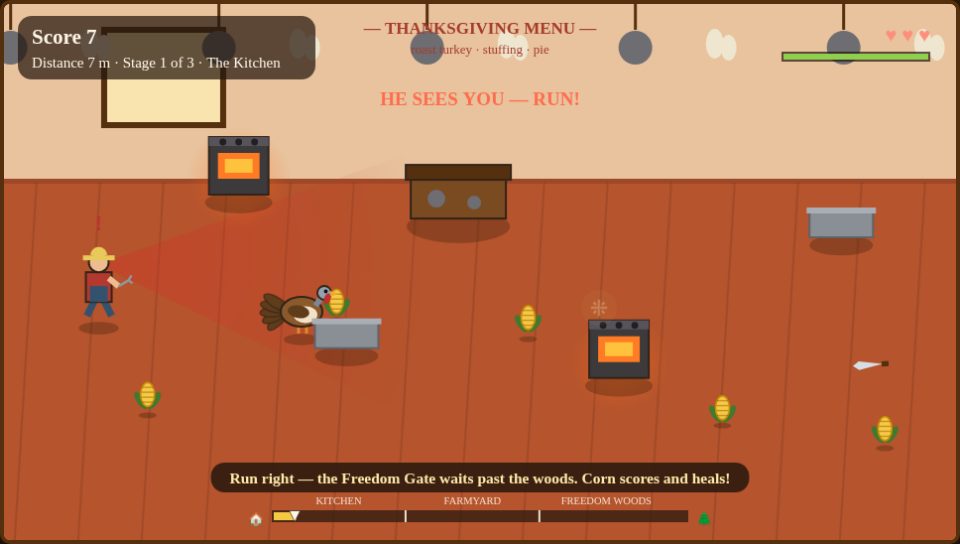 Score 7
Distance 7 m · Stage 1 of 3 · The Kitchen
— THANKSGIVING MENU —
roast turkey · stuffing · pie
HE SEES YOU — RUN!
!
Run right — the Freedom Gate waits past the woods. Corn scores and heals!
KITCHEN FARMYARD FREEDOM WOODS